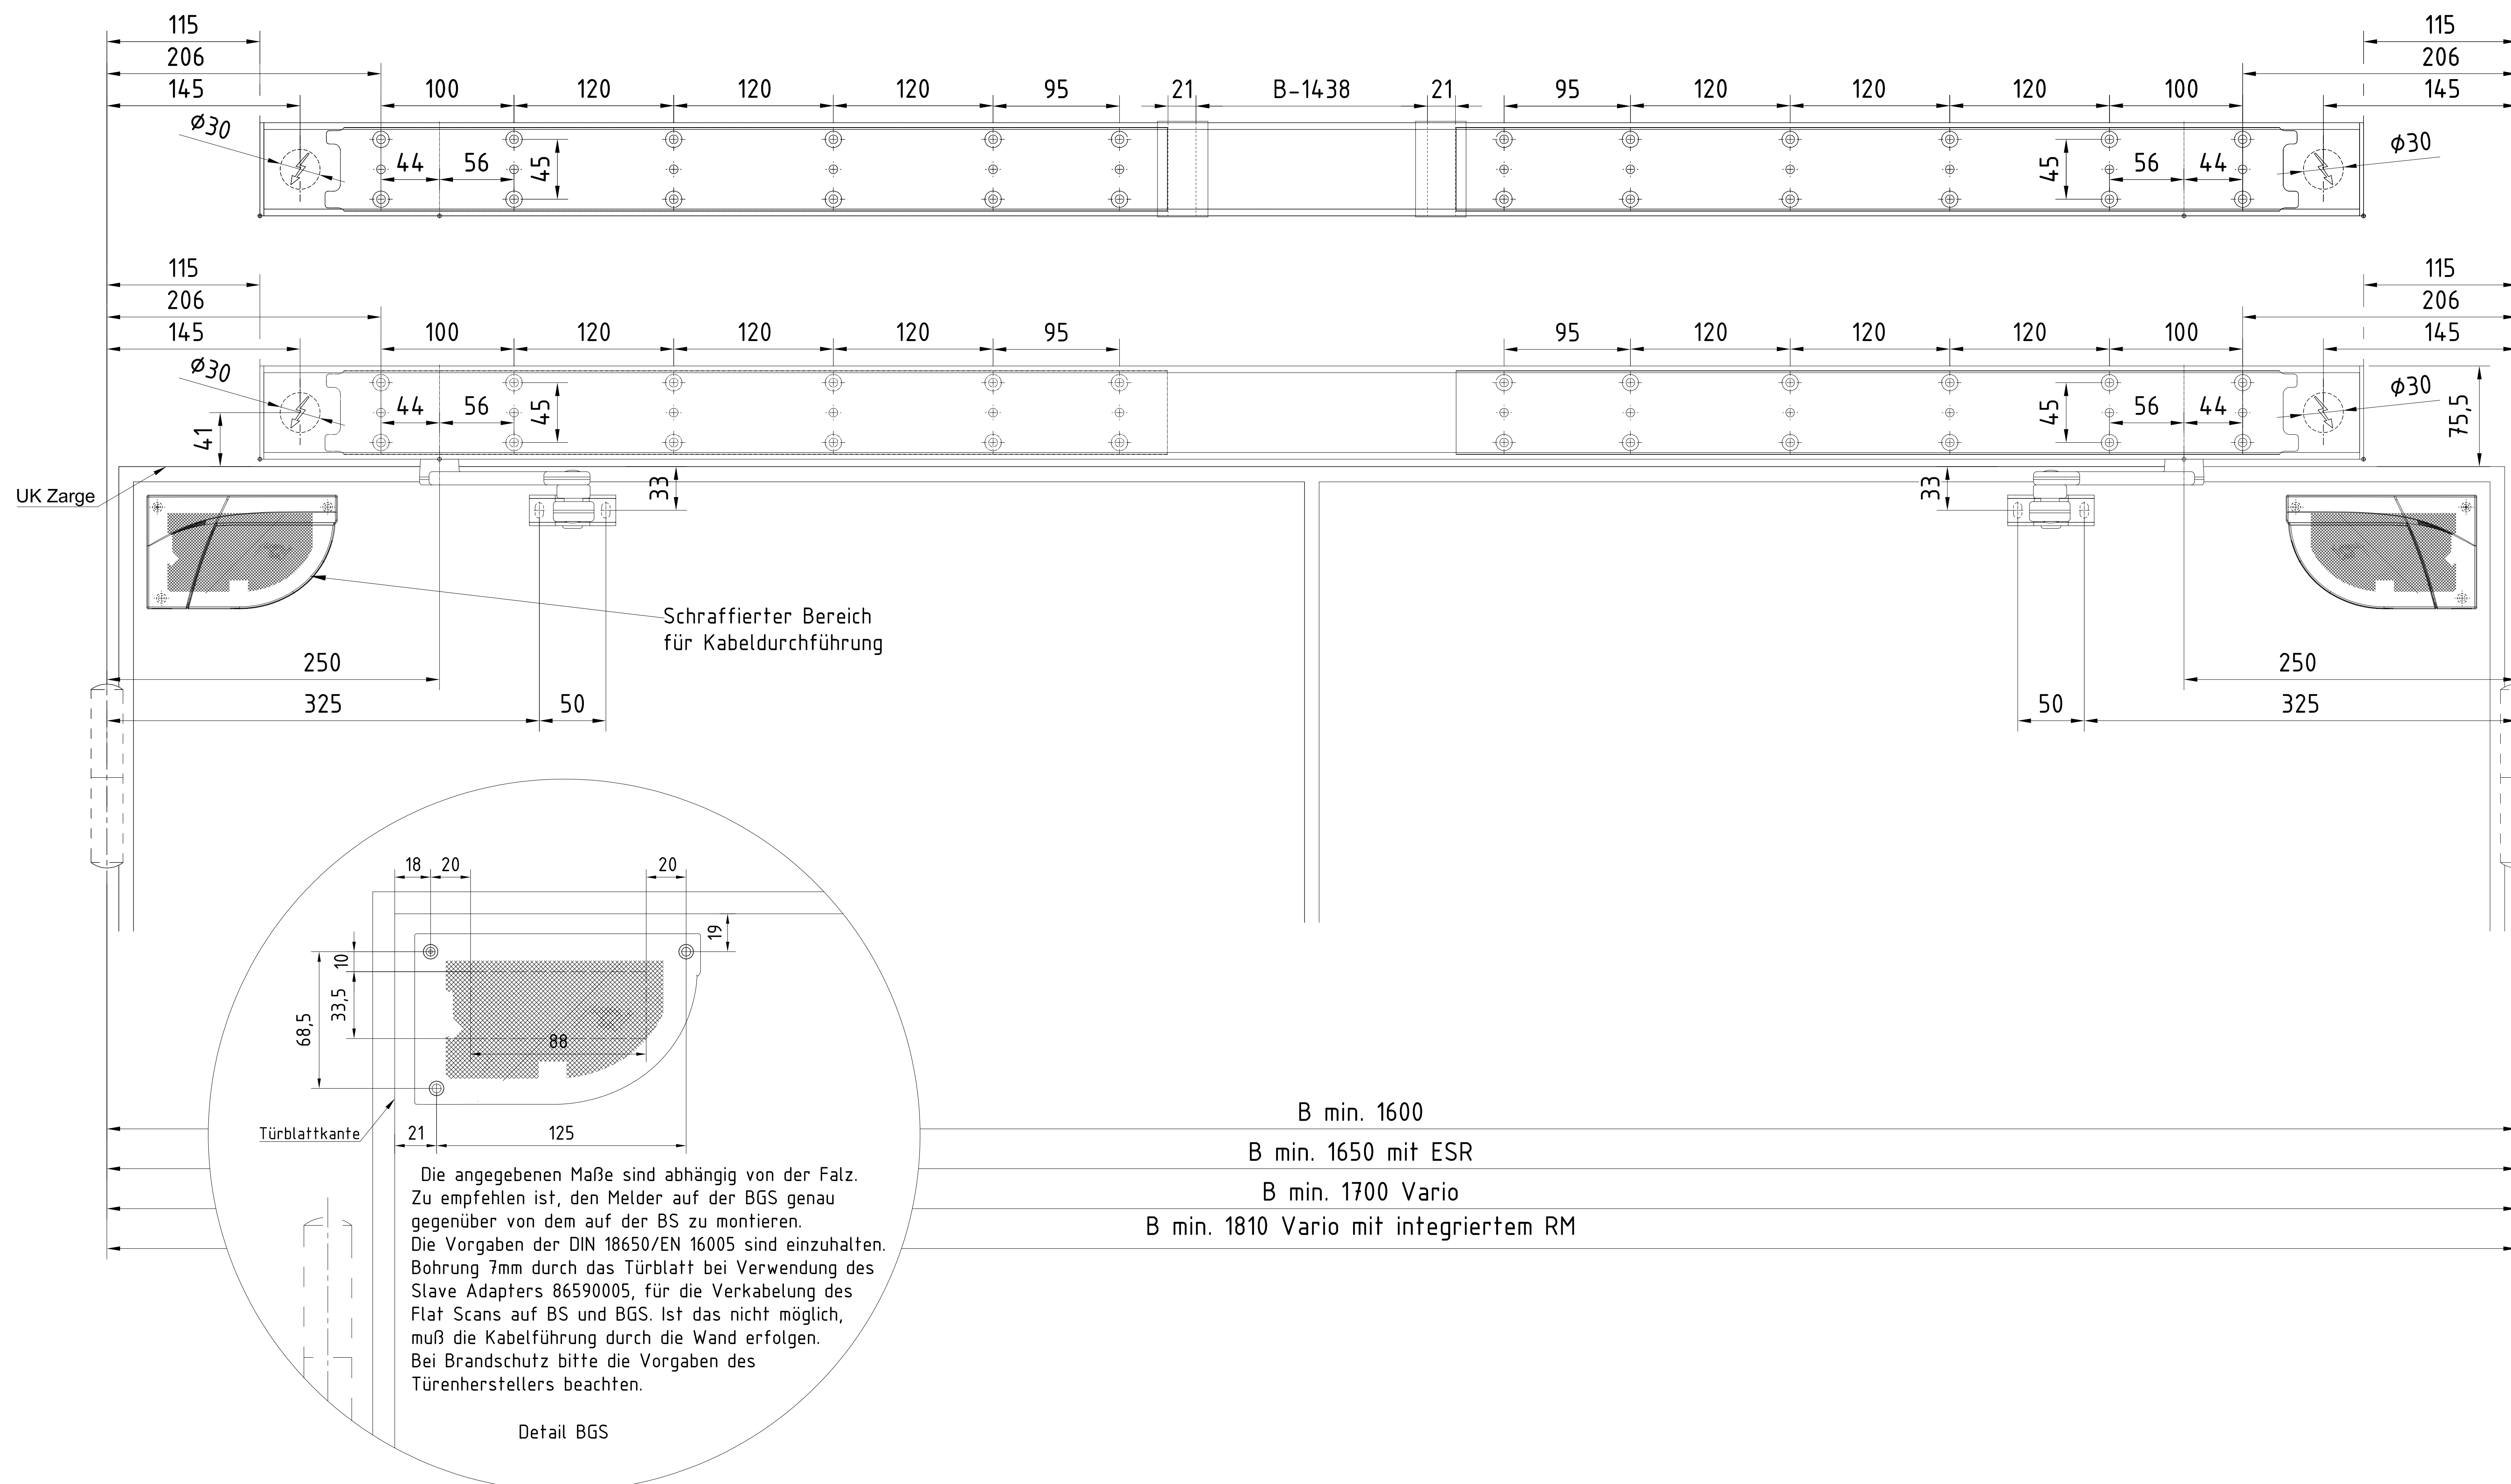 115
115
206
206
145
100
120
120
120
95
21
B-1438
21
95
120
120
120
100
145
ϕ30
44
56
45
45
56
44
ϕ30
115
115
206
206
145
100
120
120
120
95
95
120
120
120
100
145
ϕ30
41
44
56
45
45
56
44
ϕ30
75,5
33
33
UK Zarge
Schraffierter Bereich
für Kabeldurchführung
250
250
325
50
50
325
18
20
20
19
10
33,5
68,5
88
Türblattkante
21
125
B min. 1600
B min. 1650 mit ESR
B min. 1700 Vario
B min. 1810 Vario mit integriertem RM
Die angegebenen Maße sind abhängig von der Falz.
Zu empfehlen ist, den Melder auf der BGS genau
gegenüber von dem auf der BS zu montieren.
Die Vorgaben der DIN 18650/EN 16005 sind einzuhalten.
Bohrung 7mm durch das Türblatt bei Verwendung des
Slave Adapters 86590005, für die Verkabelung des
Flat Scans auf BS und BGS. Ist das nicht möglich,
muß die Kabelführung durch die Wand erfolgen.
Bei Brandschutz bitte die Vorgaben des
Türenherstellers beachten.
Detail BGS